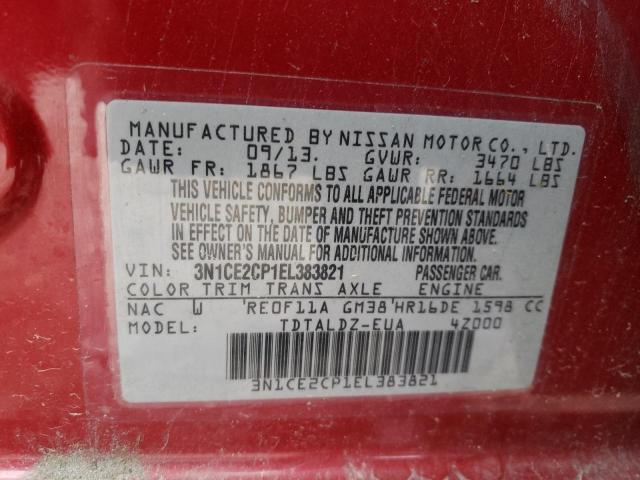 MANUFACTURED BY NISSAN MOTOR CO., LTD.
DATE: 09/13. GVWR: 3470 LBS
GAWR FR: 1867 LBS GAWR RR: 1664 LBS
THIS VEHICLE CONFORMS TO ALL APPLICABLE FEDERAL MOTOR
VEHICLE SAFETY, BUMPER AND THEFT PREVENTION STANDARDS
IN EFFECT ON THE DATE OF MANUFACTURE SHOWN ABOVE.
SEE OWNER'S MANUAL FOR ADDITIONAL INFORMATION.
VIN: 3N1CE2CP1EL383821 PASSENGER CAR.
COLOR TRIM TRANS AXLE ENGINE
NAC W 'RE0F11A GM38'HR16DE 1598 CC
MODEL: TDTALDZ-EUA 4Z000
3N1CE2CP1EL383821